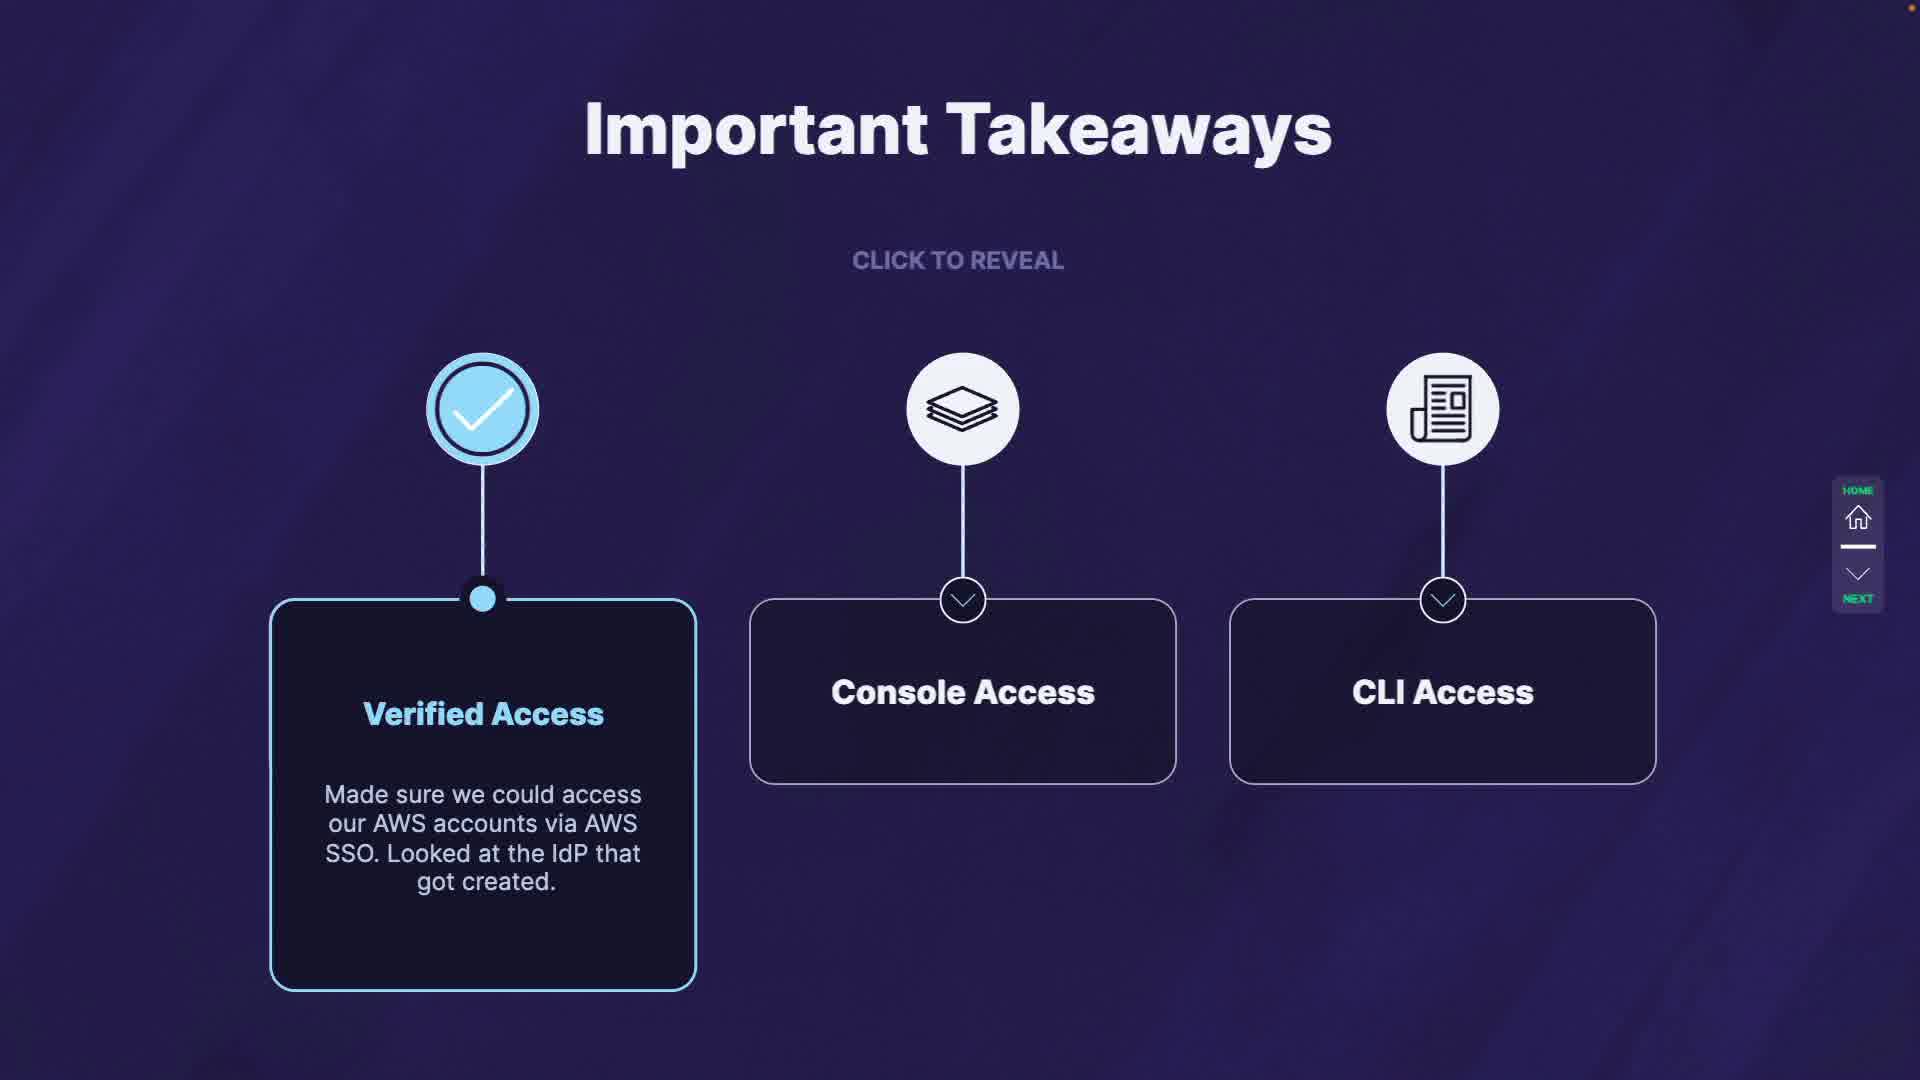 Important Takeaways
CLICK TO REVEAL
Verified Access
Made sure we could access
our AWS accounts via AWS
SSO. Looked at the IdP that
got created.
Console Access
CLI Access
HOME
NEXT